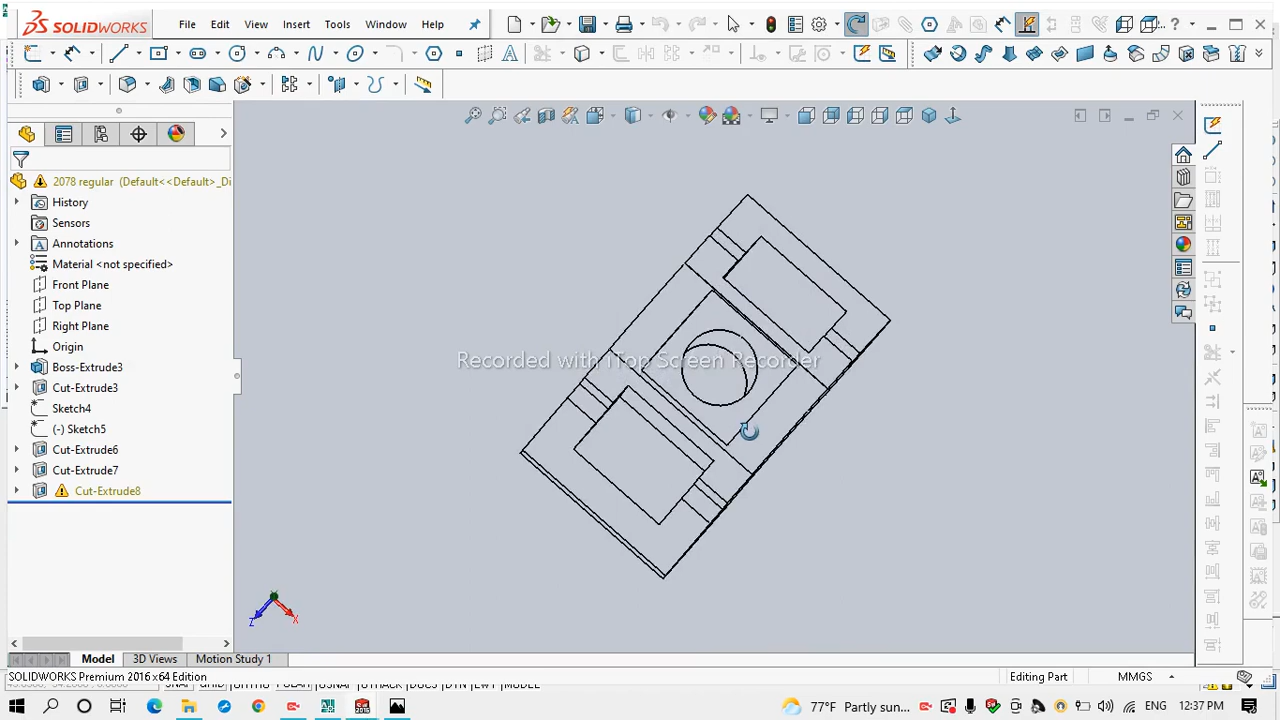 SOLIDWORKS File Edit View Insert Tools Window Help
2078 regular (Default<<Default>_Di
History
Sensors
Annotations
Material <not specified>
Front Plane
Top Plane
Right Plane
Origin
Boss-Extrude3
Cut-Extrude3
Sketch4
(-) Sketch5
Cut-Extrude6
Cut-Extrude7
Cut-Extrude8
Recorded with iTop Screen Recorder
Z X
Model 3D Views Motion Study 1
SOLIDWORKS Premium 2016 x64 Edition Editing Part MMGS
77°F Partly sun... ENG 12:37 PM